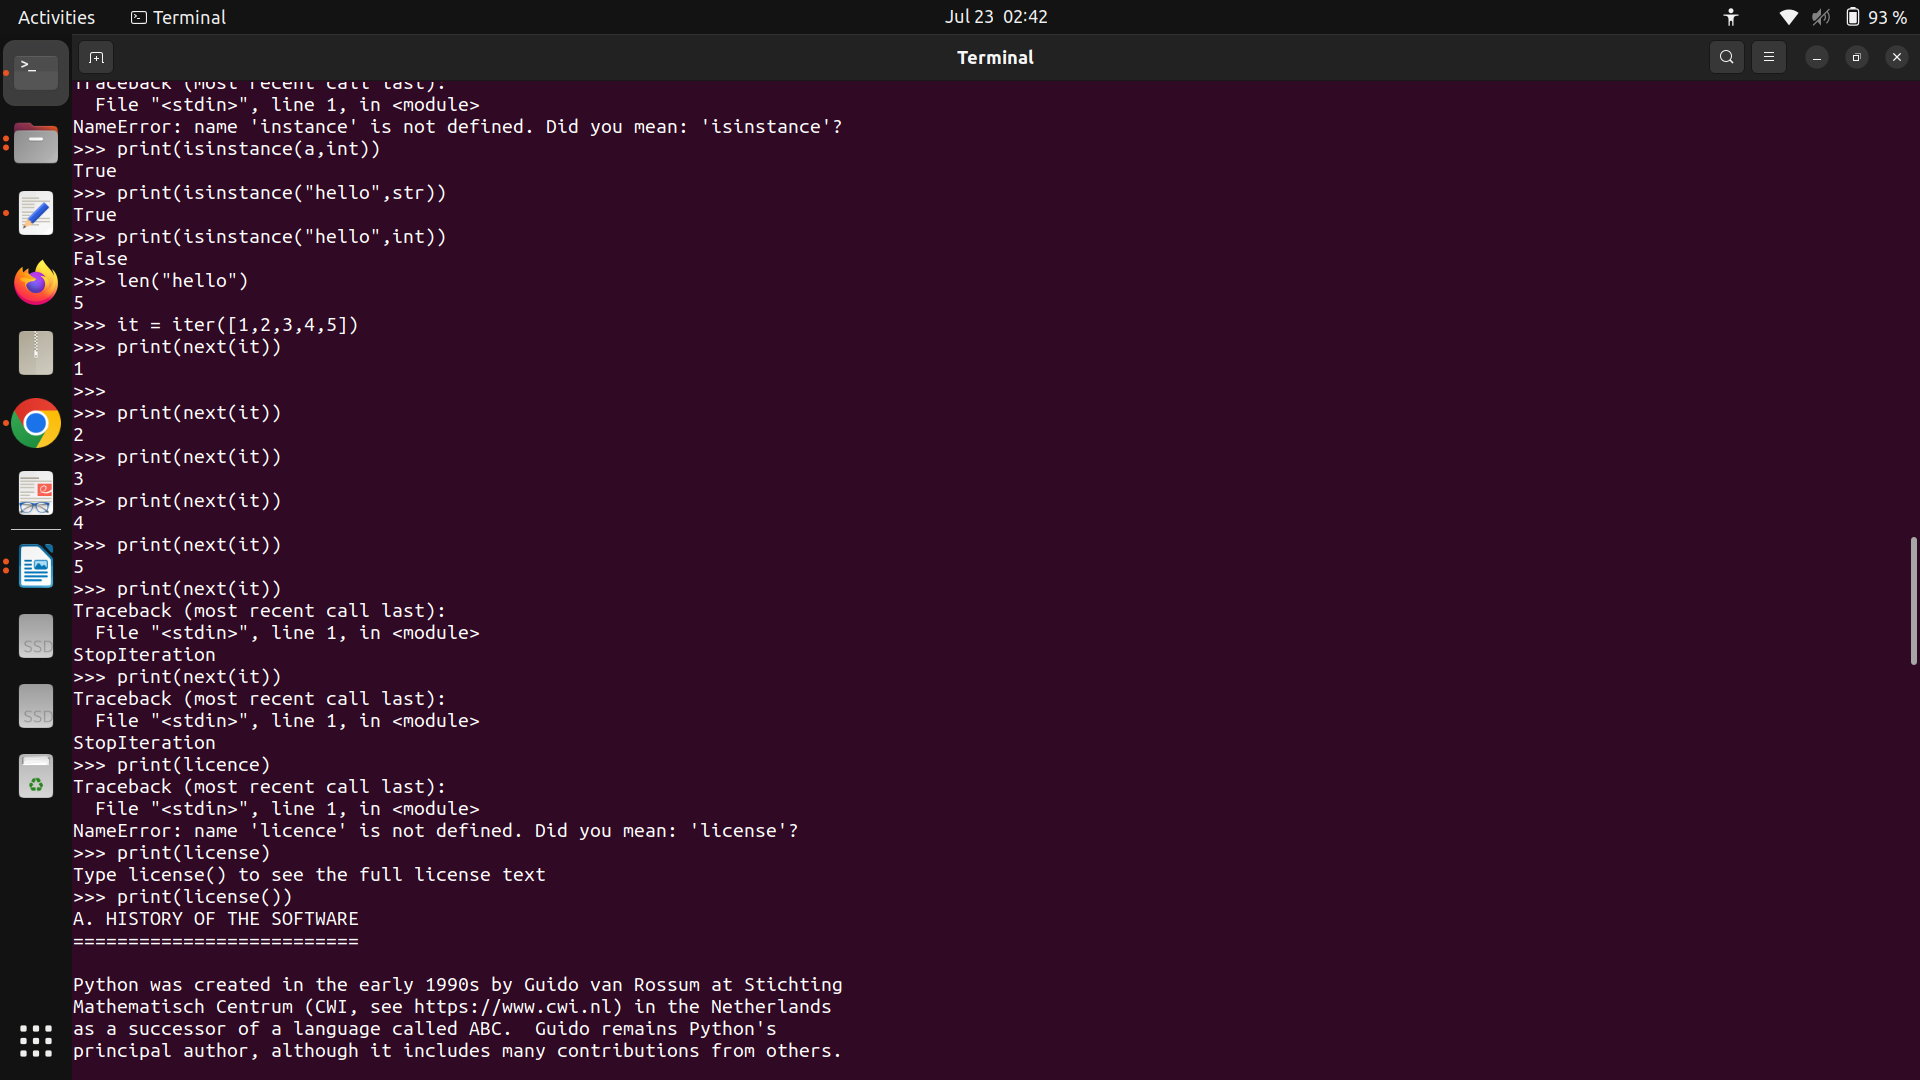 Activities
Terminal
Jul 23 02:42
93 %
Terminal
Traceback (most recent call last):
  File "<stdin>", line 1, in <module>
NameError: name 'instance' is not defined. Did you mean: 'isinstance'?
>>> print(isinstance(a,int))
True
>>> print(isinstance("hello",str))
True
>>> print(isinstance("hello",int))
False
>>> len("hello")
5
>>> it = iter([1,2,3,4,5])
>>> print(next(it))
1
>>>
>>> print(next(it))
2
>>> print(next(it))
3
>>> print(next(it))
4
>>> print(next(it))
5
>>> print(next(it))
Traceback (most recent call last):
  File "<stdin>", line 1, in <module>
StopIteration
>>> print(next(it))
Traceback (most recent call last):
  File "<stdin>", line 1, in <module>
StopIteration
>>> print(licence)
Traceback (most recent call last):
  File "<stdin>", line 1, in <module>
NameError: name 'licence' is not defined. Did you mean: 'license'?
>>> print(license)
Type license() to see the full license text
>>> print(license())
A. HISTORY OF THE SOFTWARE
==========================
Python was created in the early 1990s by Guido van Rossum at Stichting
Mathematisch Centrum (CWI, see https://www.cwi.nl) in the Netherlands
as a successor of a language called ABC.  Guido remains Python's
principal author, although it includes many contributions from others.
>_
SSD
SSD